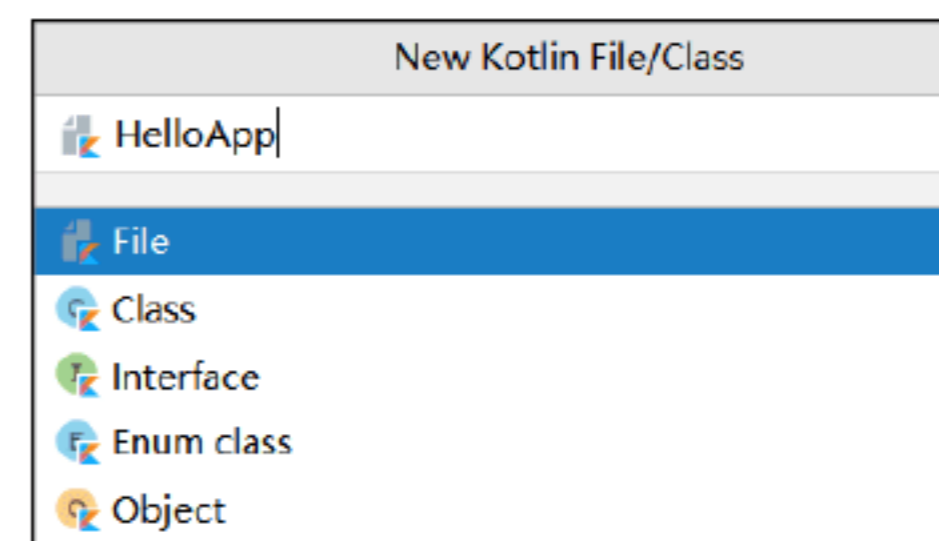 New Kotlin File/Class
HelloApp
File
Class
Interface
Enum class
Object